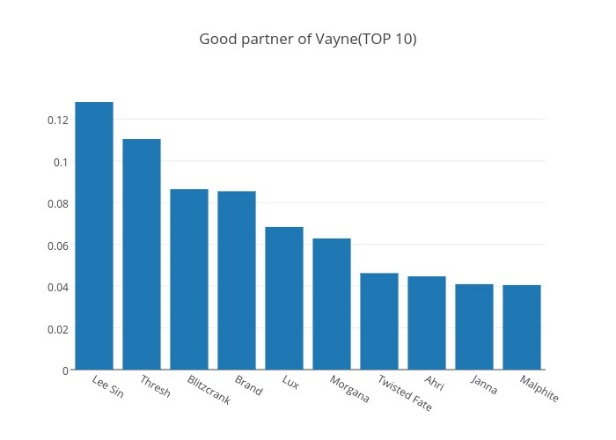 Good partner of Vayne(TOP 10)
0.12
0.1
0.08
0.06
0.04
0.02
0
Lee Sin
Thresh
Blitzcrank
Brand
Lux
Morgana
Twisted Fate
Ahri
Janna
Malphite